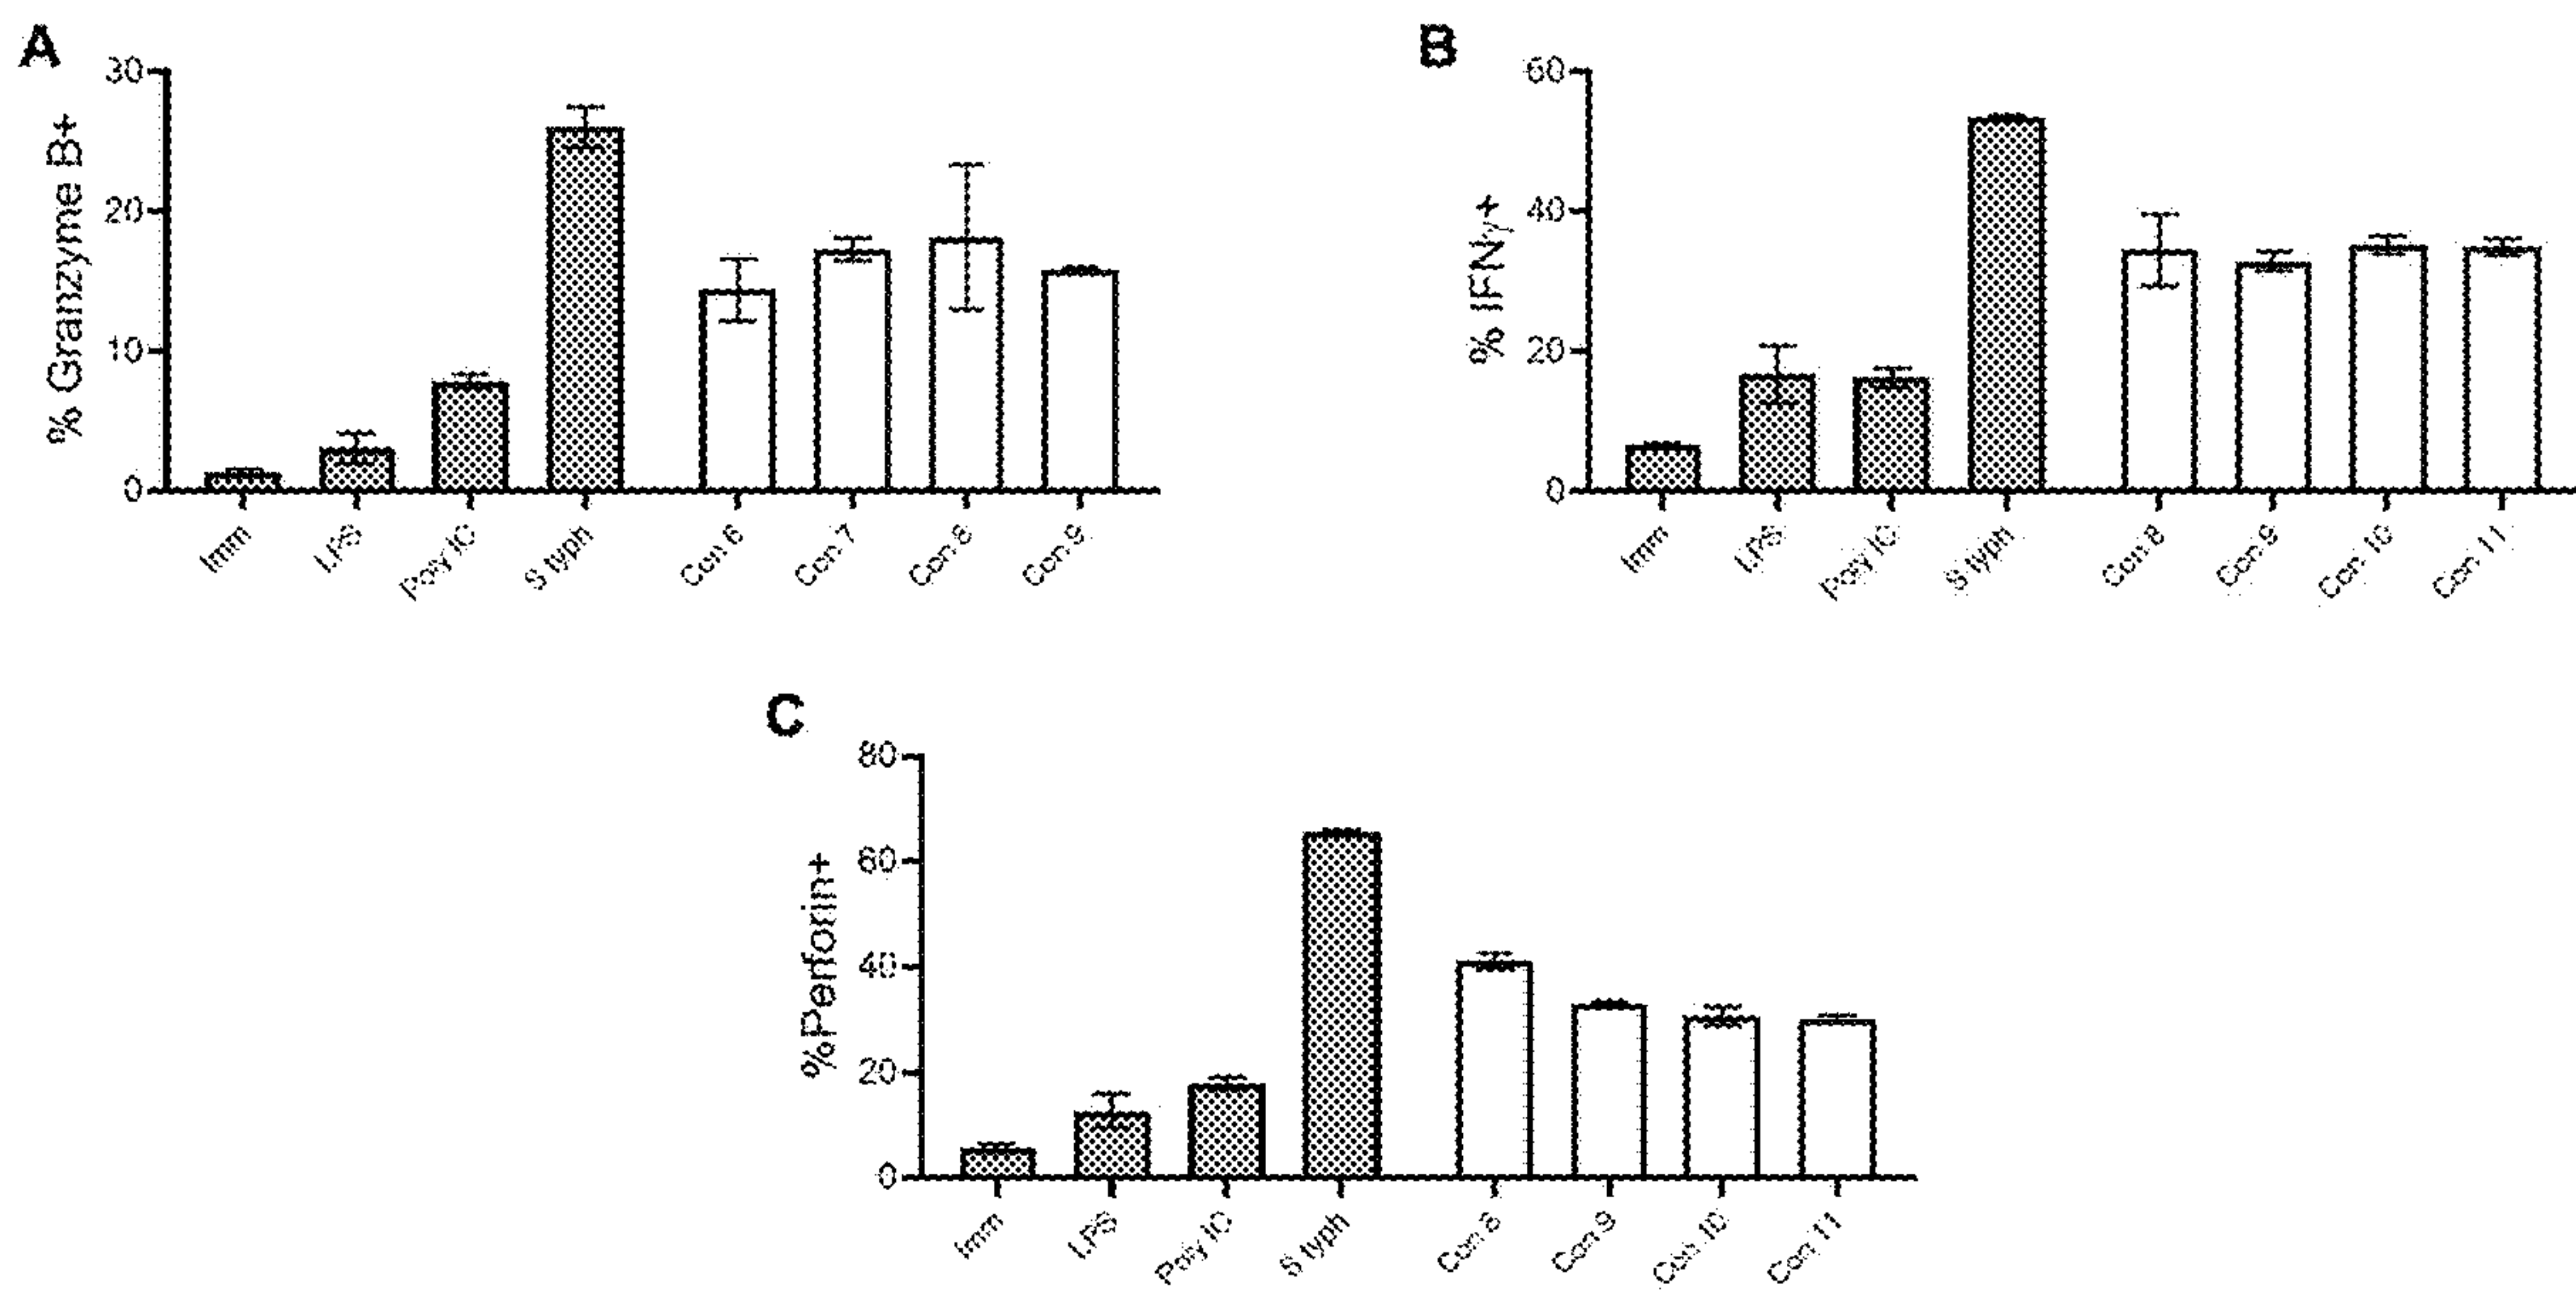 A
% Granzyme B+
30
20
10
0
Imm
LPS
Poly IC
S typh
Con 6
Con 7
Con 8
Con 9
B
% IFNγ+
60
40
20
0
Imm
LPS
Poly IC
S typh
Con 8
Con 9
Con 10
Con 11
C
%Perforin+
80
60
40
20
0
Imm
LPS
Poly IC
S typh
Con 8
Con 9
Con 10
Con 11